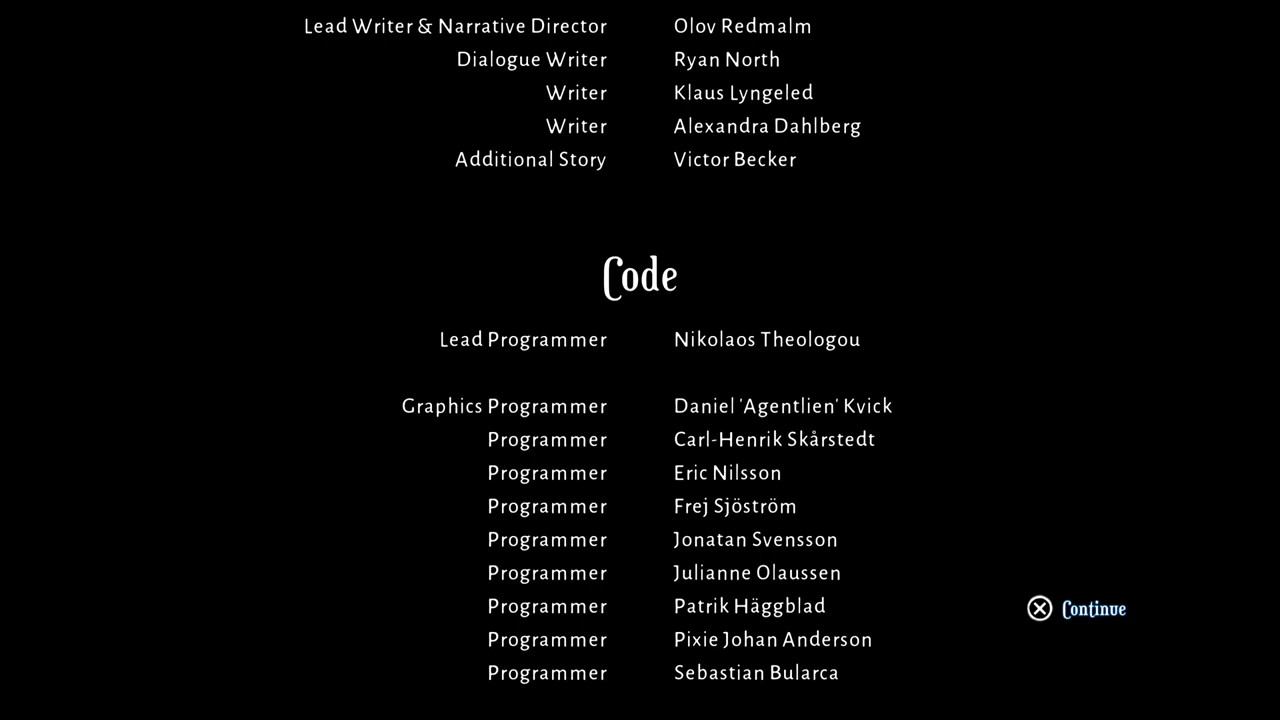 Lead Writer & Narrative Director Olov Redmalm
Dialogue Writer Ryan North
Writer Klaus Lyngeled
Writer Alexandra Dahlberg
Additional Story Victor Becker
Code
Lead Programmer Nikolaos Theologou
Graphics Programmer Daniel 'Agentlien' Kvick
Programmer Carl-Henrik Skårstedt
Programmer Eric Nilsson
Programmer Frej Sjöström
Programmer Jonatan Svensson
Programmer Julianne Olaussen
Programmer Patrik Häggblad
Continue
Programmer Pixie Johan Anderson
Programmer Sebastian Bularca